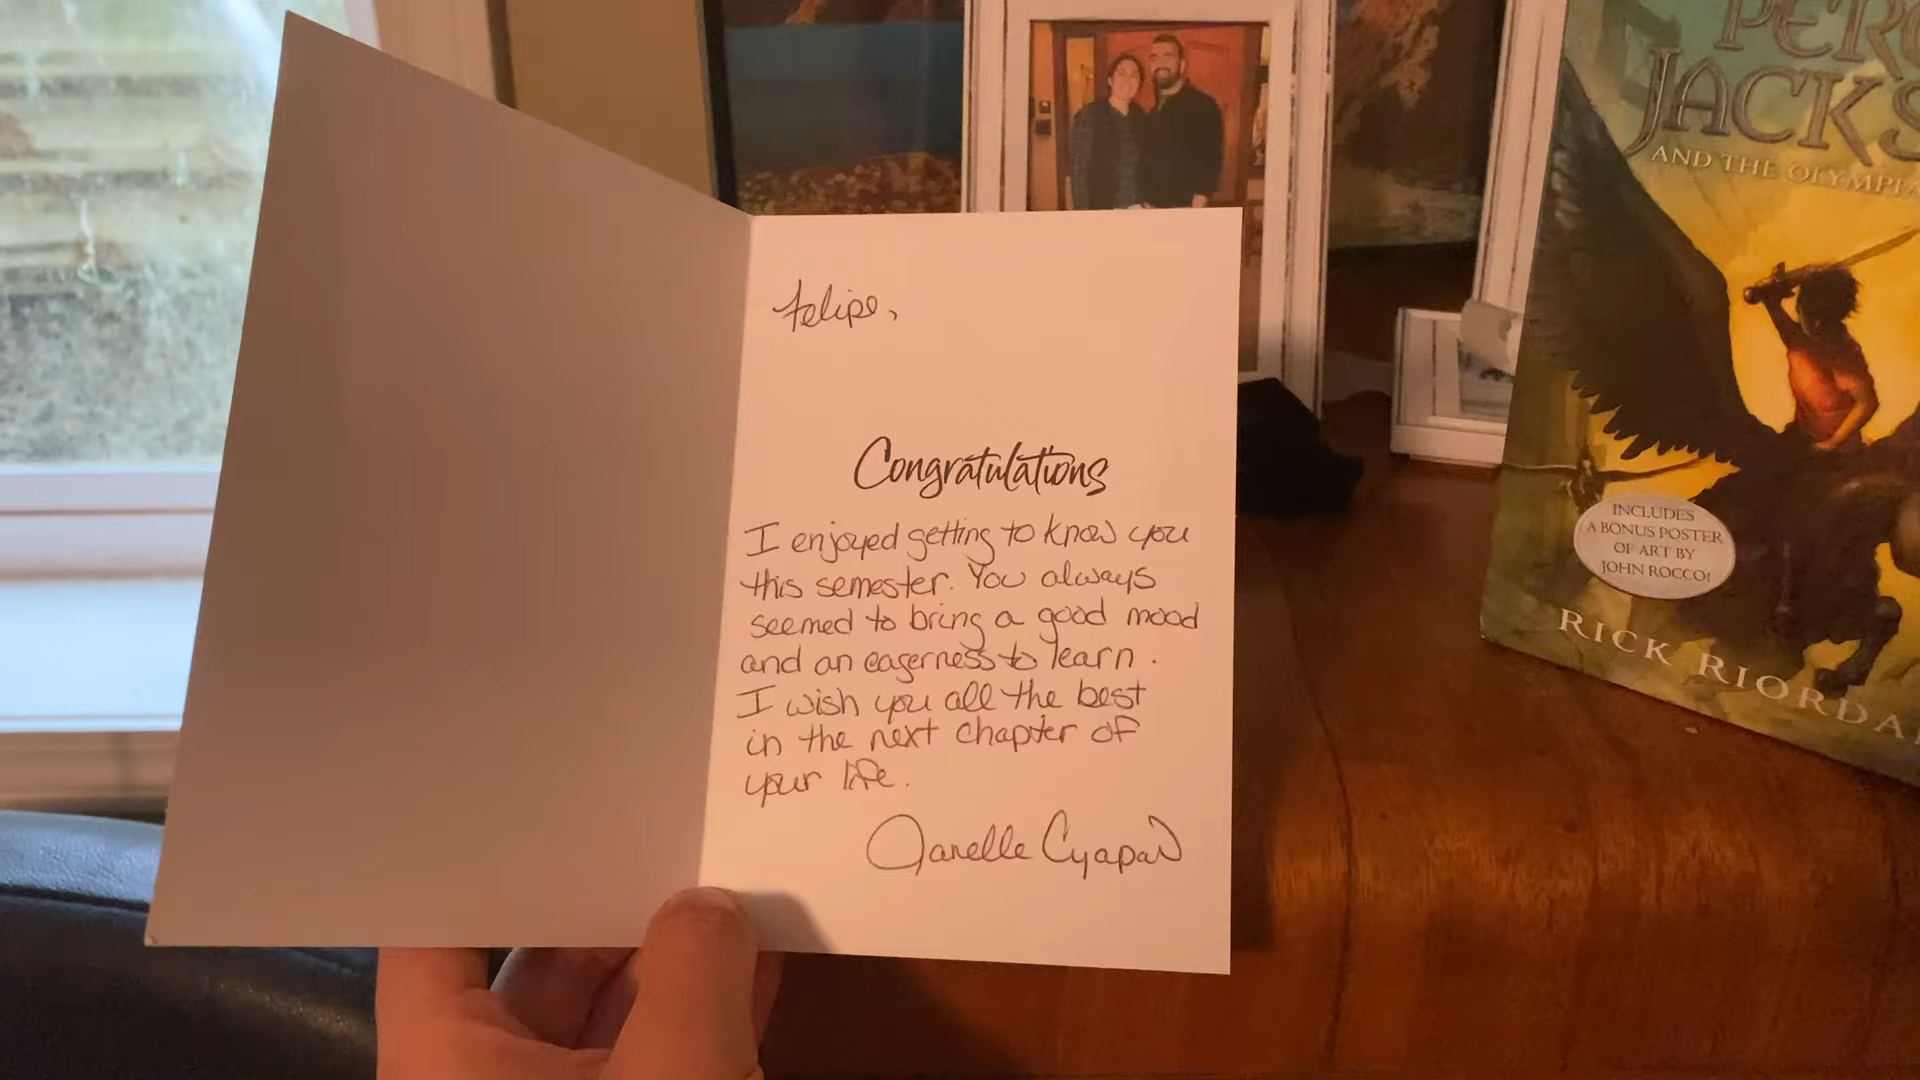 Felipe,
Congratulations
I enjoyed getting to know you
this semester. You always
seemed to bring a good mood
and an eagerness to learn.
I wish you all the best
in the next chapter of
your life.
Janelle
PERC
JACKS
AND THE OLYMPIA
INCLUDES
A BONUS POSTER
OF ART BY
JOHN ROCCO!
RICK RIORDA